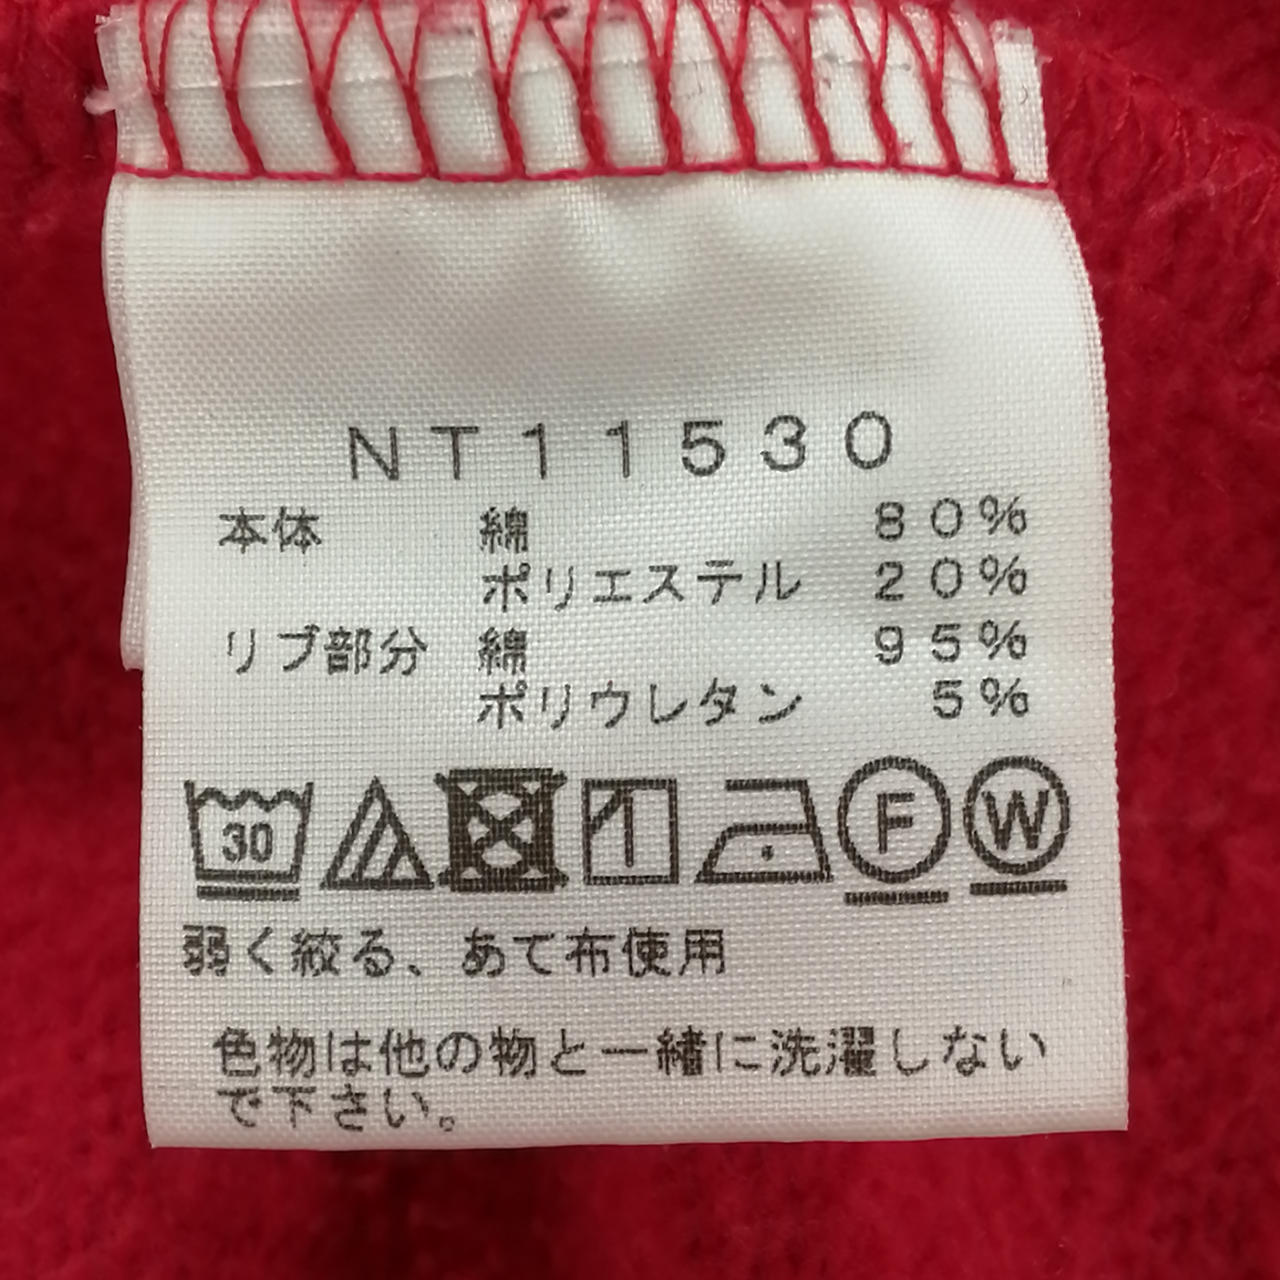 NT11530
本体 綿 80%
ポリエステル 20%
リブ部分 綿 95%
ポリウレタン 5%
30 F W
弱く絞る、あて布使用
色物は他の物と一緒に洗濯しない
で下さい。